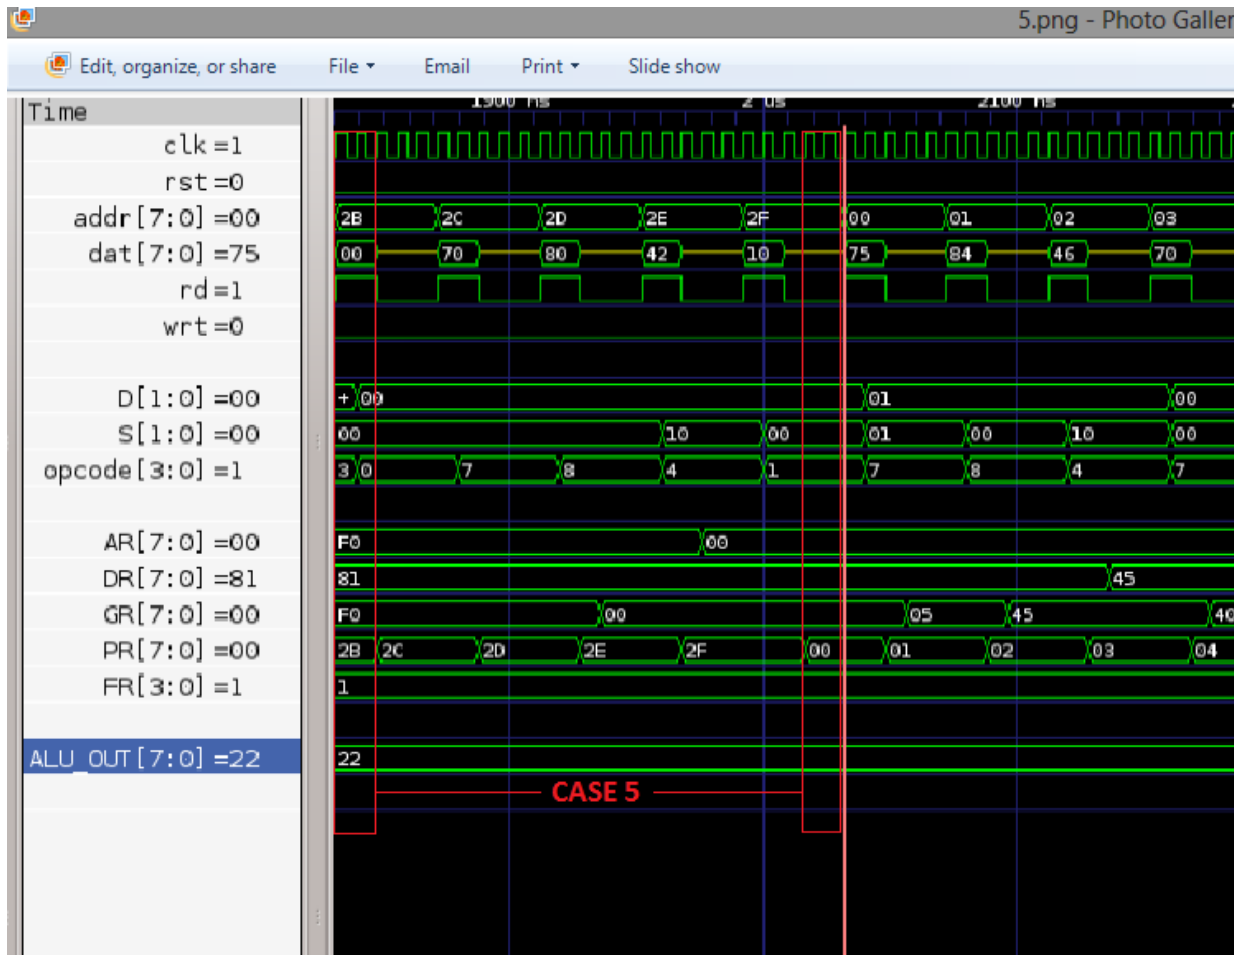 5.png - Photo Galler
Edit, organize, or share File Email Print Slide show
Time 1900 ns 2 us 2100 ns
clk=1
rst=0
addr[7:0]=00 2B 2C 2D 2E 2F 00 01 02 03
dat[7:0]=75 00 70 80 42 10 75 84 46 70
rd=1
wrt=0
D[1:0]=00 + 00 01 00
S[1:0]=00 00 10 00 01 00 10 00
opcode[3:0]=1 3 0 7 8 4 1 7 8 4 7
AR[7:0]=00 F0 00
DR[7:0]=81 81 45
GR[7:0]=00 F0 00 05 45 40
PR[7:0]=00 2B 2C 2D 2E 2F 00 01 02 03 04
FR[3:0]=1 1
ALU_OUT[7:0]=22 22
CASE 5